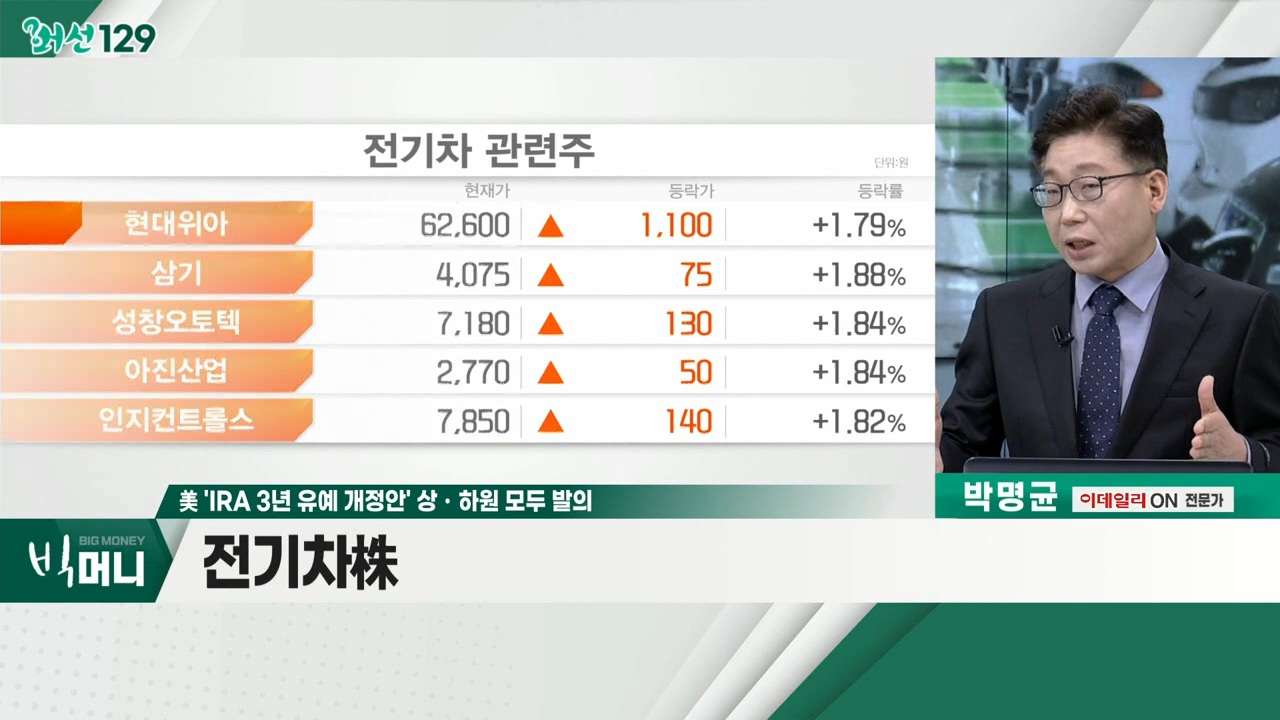 머선129
전기차 관련주
단위:원
현재가 등락가 등락률
현대위아 62,600 ▲ 1,100 +1.79%
삼기 4,075 ▲ 75 +1.88%
성창오토텍 7,180 ▲ 130 +1.84%
아진산업 2,770 ▲ 50 +1.84%
인지컨트롤스 7,850 ▲ 140 +1.82%
박명균 이데일리ON 전문가
美 'IRA 3년 유예 개정안' 상·하원 모두 발의
BIG MONEY
빅머니
전기차株